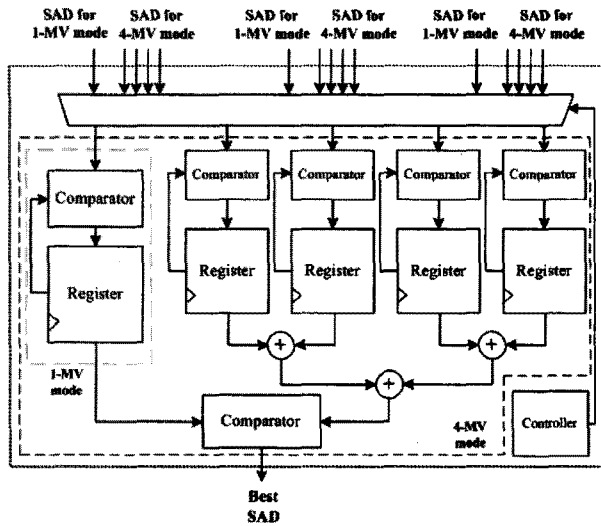 SAD for
1-MV mode
SAD for
4-MV mode
SAD for
1-MV mode
SAD for
4-MV mode
SAD for
1-MV mode
SAD for
4-MV mode
Comparator
Comparator
Comparator
Comparator
Comparator
Register
Register
Register
Register
Register
+
+
+
1-MV
mode
Comparator
4-MV
mode
Controller
Best
SAD